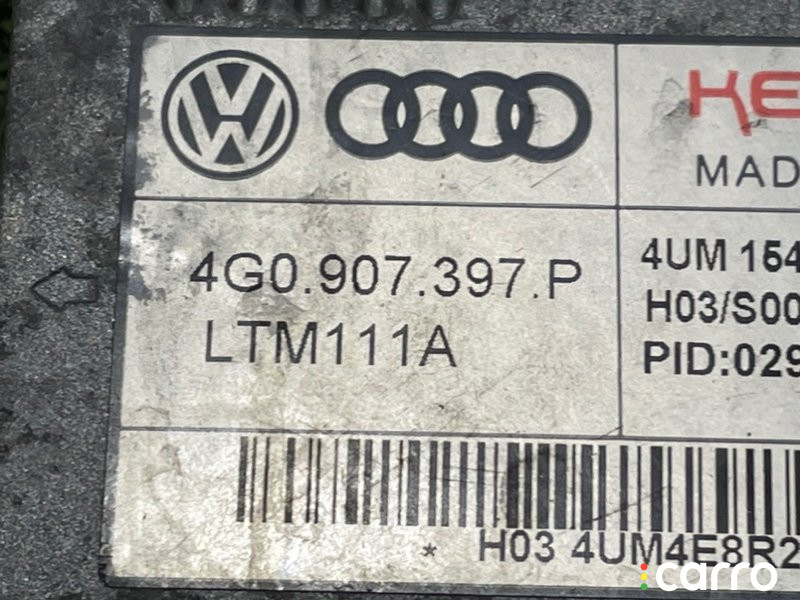 KE
MAD
4G0.907.397.P
LTM111A
4UM 154
H03/S00
PID:029
* H03 4UM4E8R2
carro